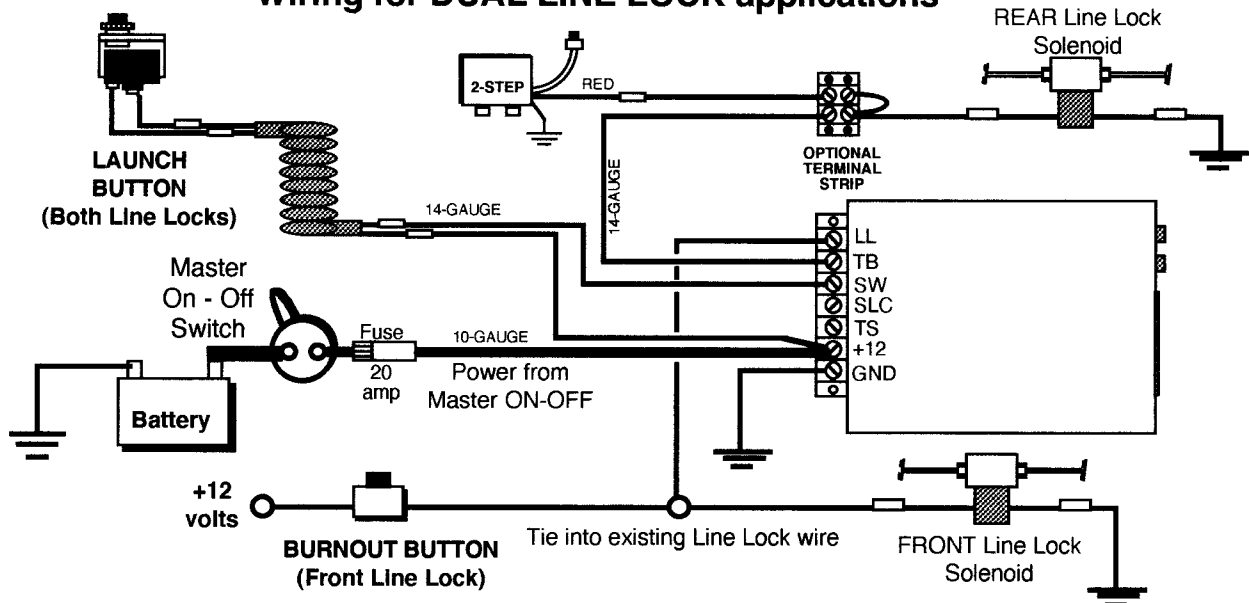 wiring for DUAL LINE LOCK applications
REAR Line Lock
Solenoid
2-STEP
RED
OPTIONAL
TERMINAL
STRIP
LAUNCH
BUTTON
(Both Line Locks)
14-GAUGE
14-GAUGE
LL
TB
SW
SLC
TS
+12
GND
Master
On - Off
Switch
Fuse
20
amp
10-GAUGE
Power from
Master ON-OFF
Battery
+12
volts
BURNOUT BUTTON
(Front Line Lock)
Tie into existing Line Lock wire
FRONT Line Lock
Solenoid